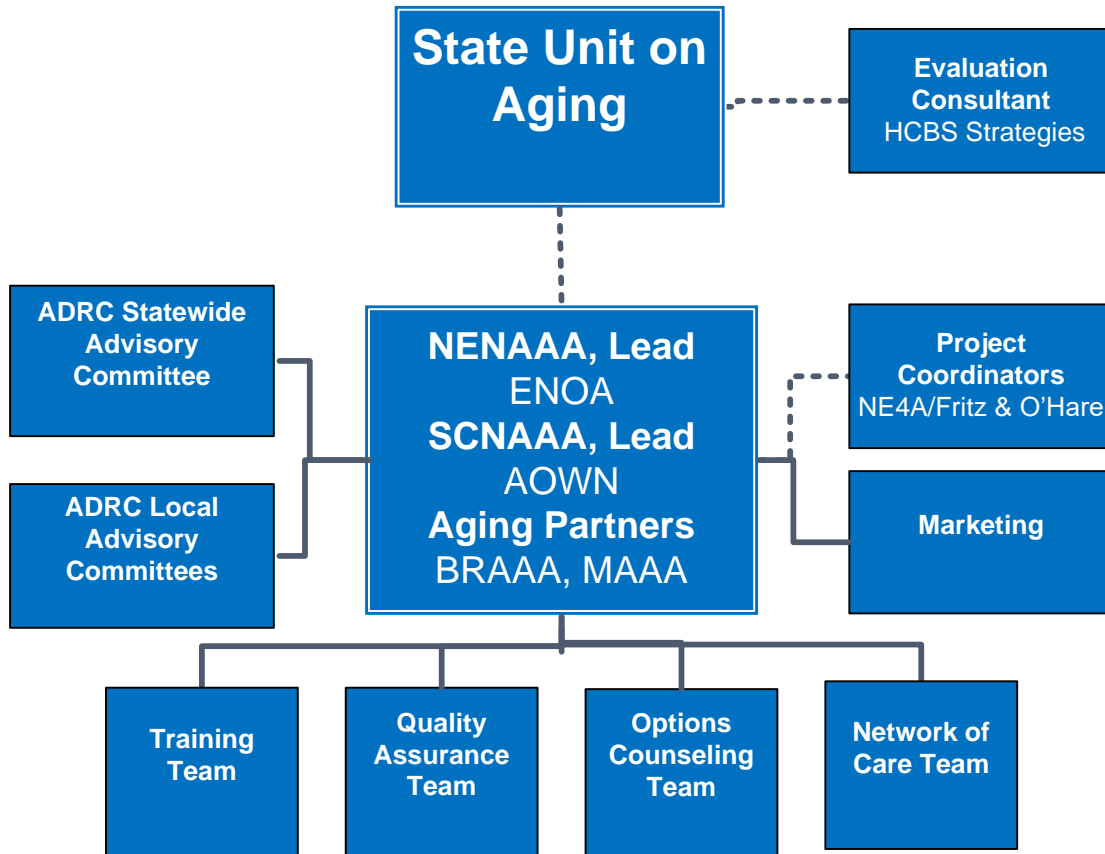 State Unit on
Aging
Evaluation
Consultant
HCBS Strategies
ADRC Statewide
Advisory
Committee
NENAAA, Lead
ENOA
SCNAAA, Lead
AOWN
Aging Partners
BRAAA, MAAA
Project
Coordinators
NE4A/Fritz & O’Hare
ADRC Local
Advisory
Committees
Marketing
Training
Team
Quality
Assurance
Team
Options
Counseling
Team
Network of
Care Team